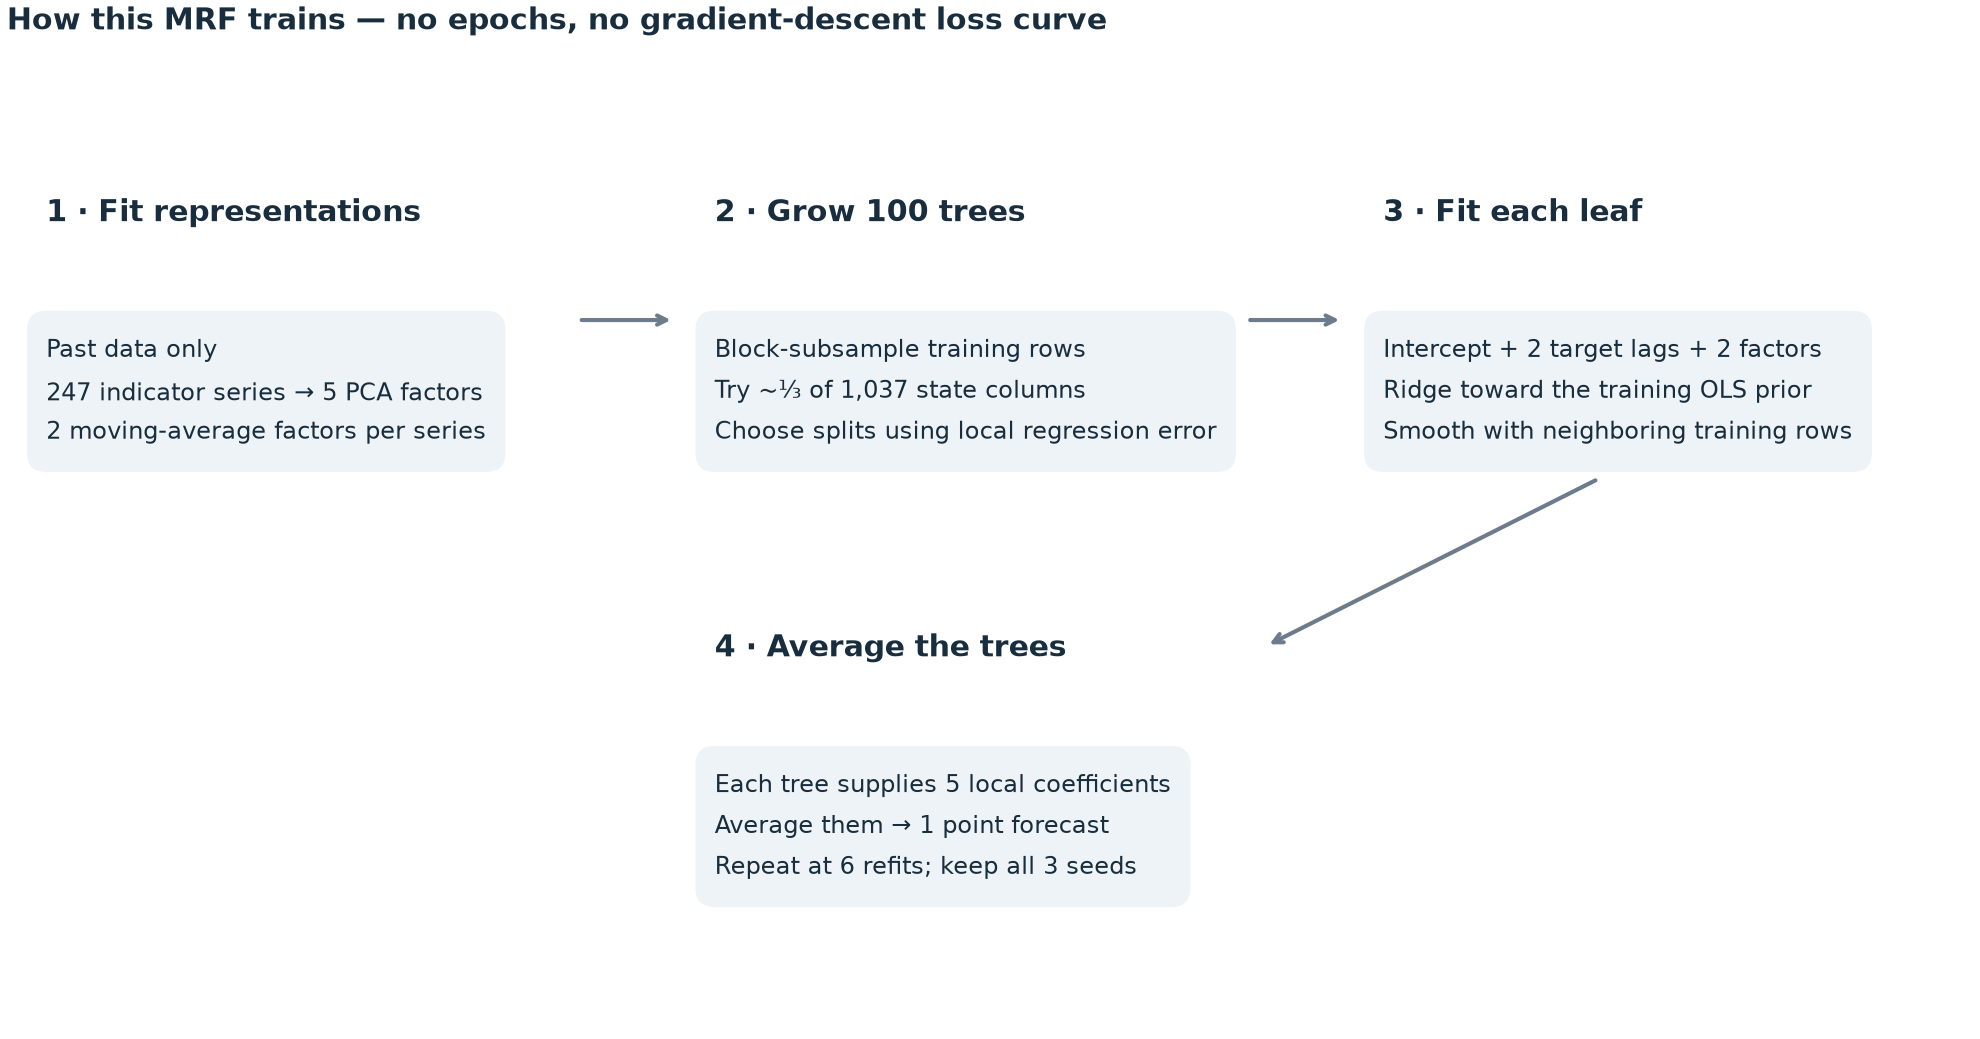 How this MRF trains — no epochs, no gradient-descent loss curve
1 · Fit representations
Past data only
247 indicator series → 5 PCA factors
2 moving-average factors per series
2 · Grow 100 trees
Block-subsample training rows
Try ~⅓ of 1,037 state columns
Choose splits using local regression error
3 · Fit each leaf
Intercept + 2 target lags + 2 factors
Ridge toward the training OLS prior
Smooth with neighboring training rows
4 · Average the trees
Each tree supplies 5 local coefficients
Average them → 1 point forecast
Repeat at 6 refits; keep all 3 seeds